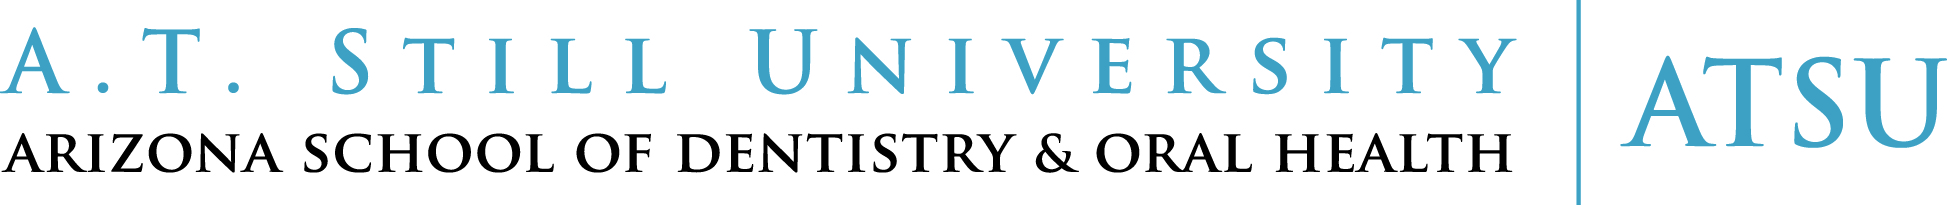 A.T. STILL UNIVERSITY
ARIZONA SCHOOL OF DENTISTRY & ORAL HEALTH
ATSU